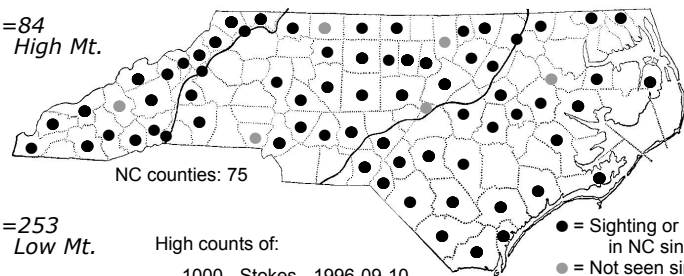 =84
High Mt.
NC counties: 75
=253
Low Mt.
High counts of:
1000 - Stokes - 1996-09-10
● = Sighting or
in NC sin
● = Not seen sin